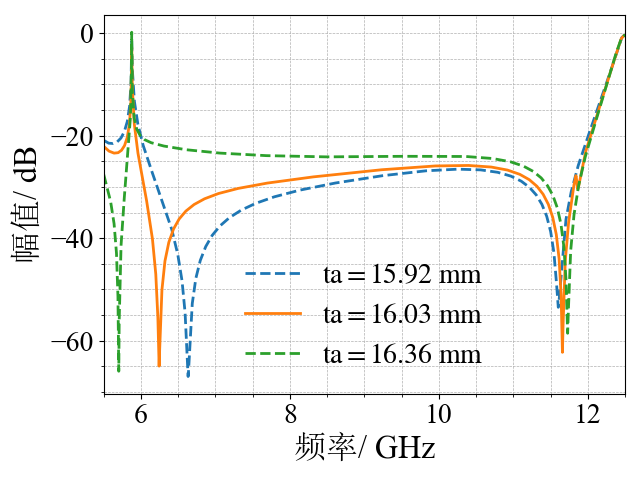 0
−20
−40
−60
幅值/ dB
ta = 15.92 mm
ta = 16.03 mm
ta = 16.36 mm
6 8 10 12
频率/ GHz